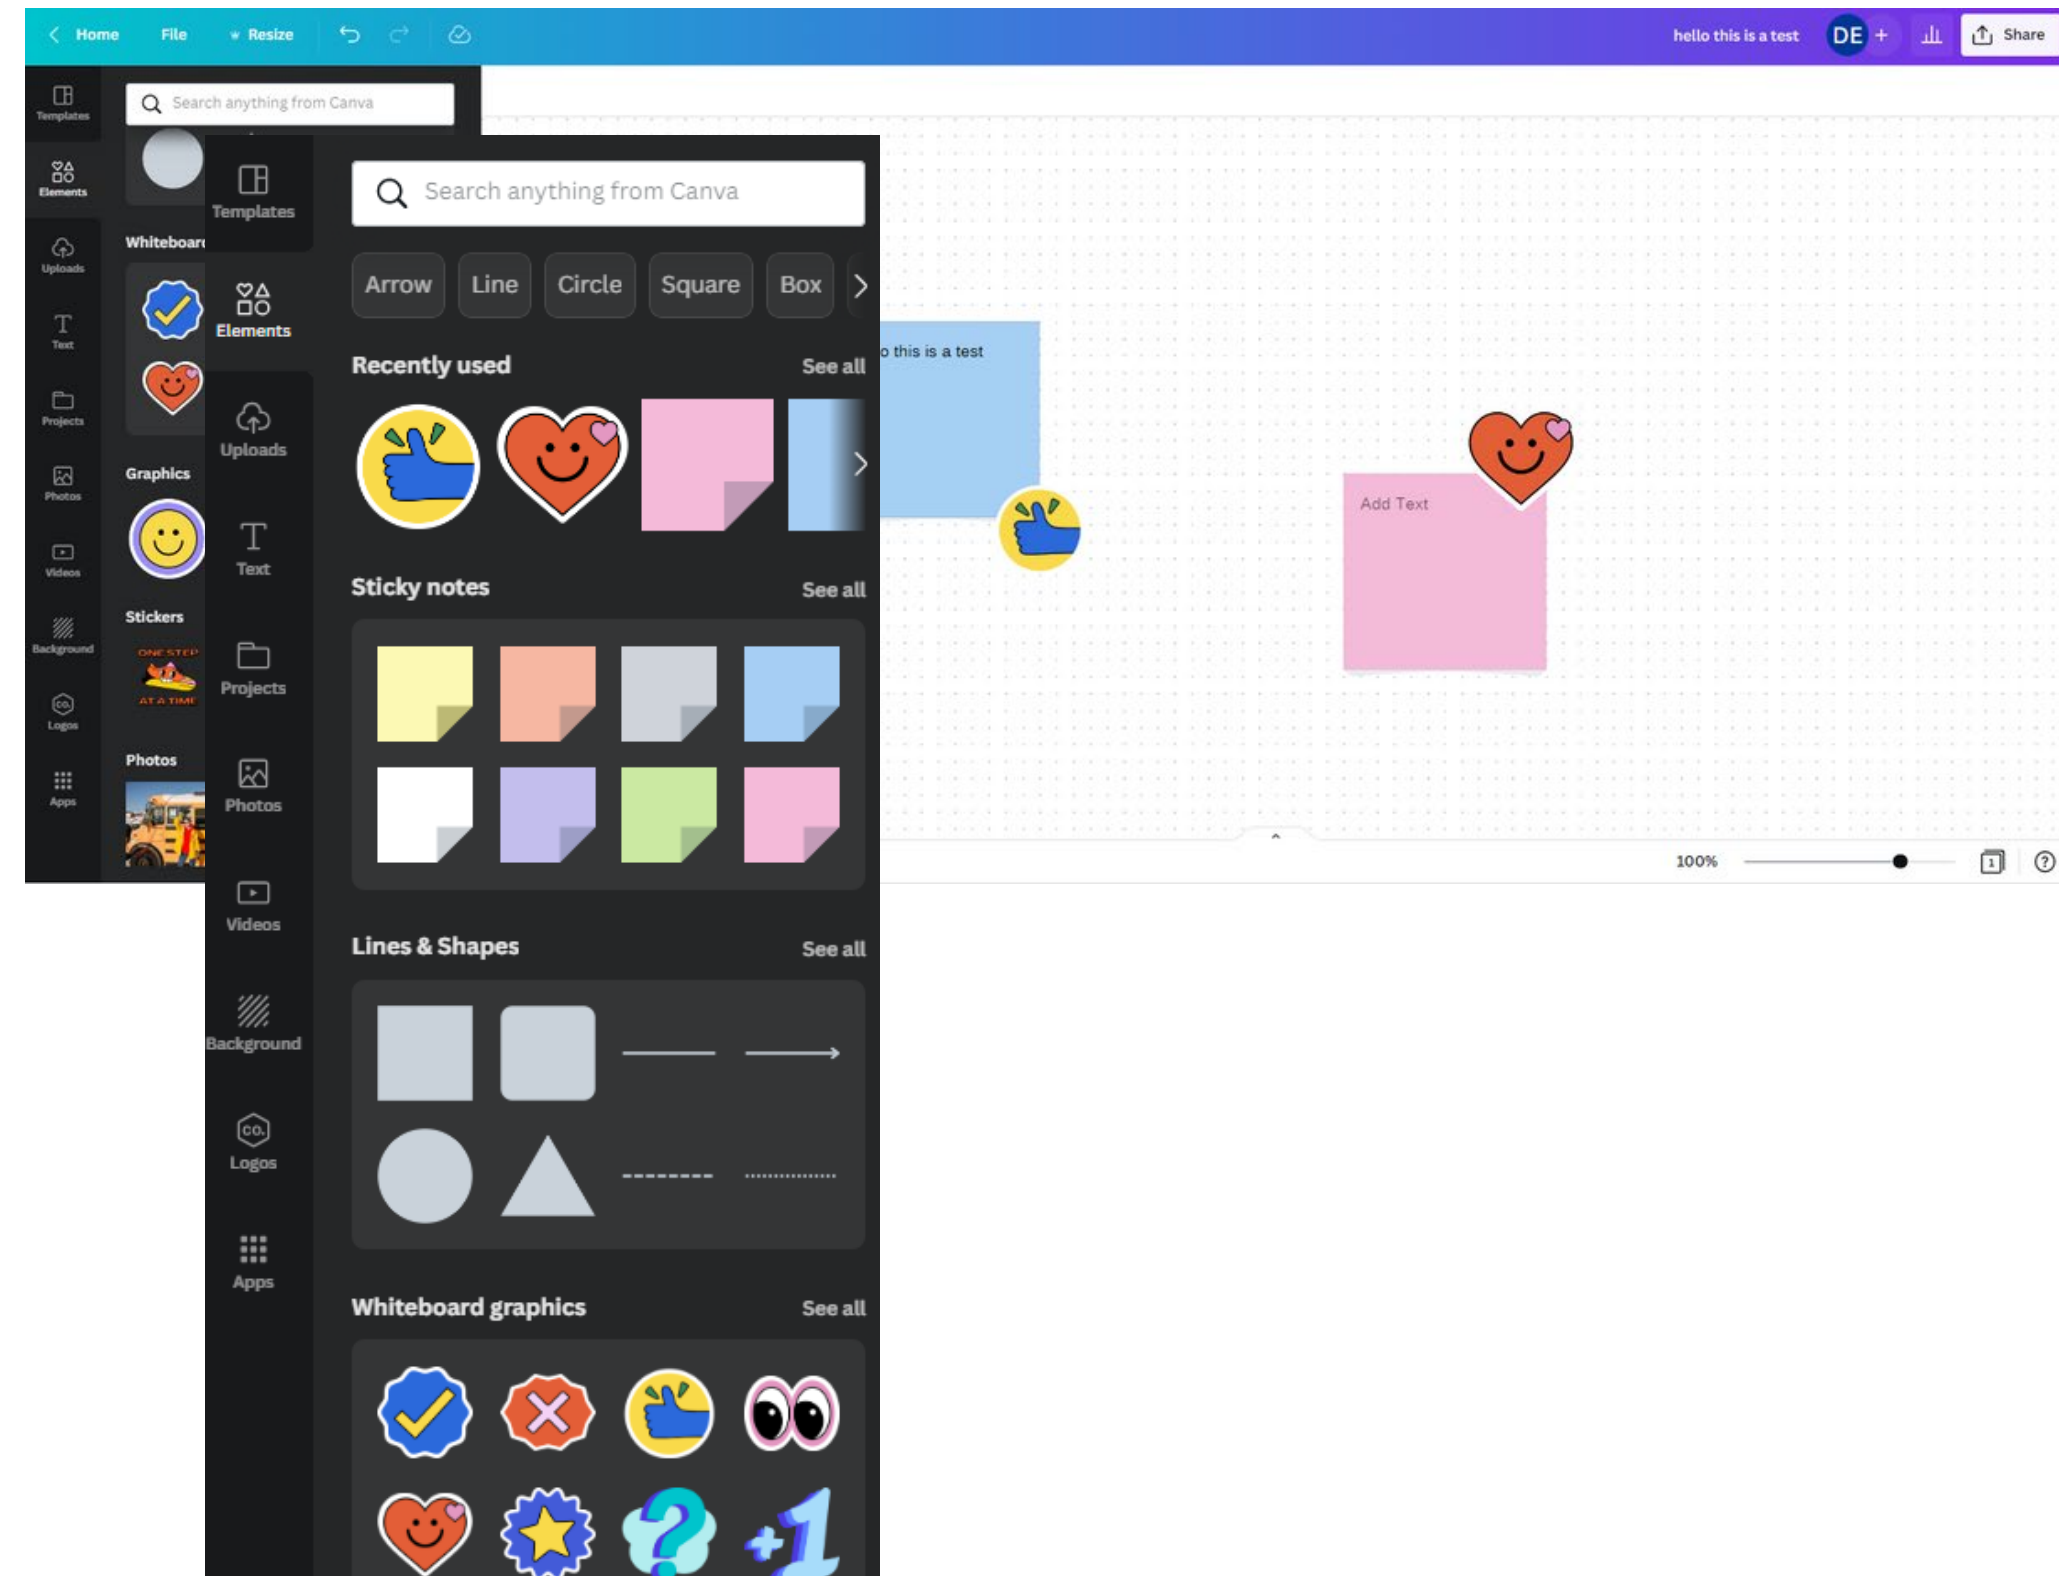 Home File Resize
hello this is a test DE + Share
Search anything from Canva
Templates
Elements
Uploads
Text
Projects
Photos
Videos
Background
CO.
Logos
Apps
Graphics
Stickers
ONE STEP
AT A TIME
Photos
Search anything from Canva
Templates
Elements
Uploads
Text
Projects
Photos
Videos
Background
CO.
Logos
Apps
Arrow Line Circle Square Box
Recently used See all
Sticky notes See all
Lines & Shapes See all
Whiteboard graphics See all
?
+1
o this is a test
Add Text
100% 1 ?